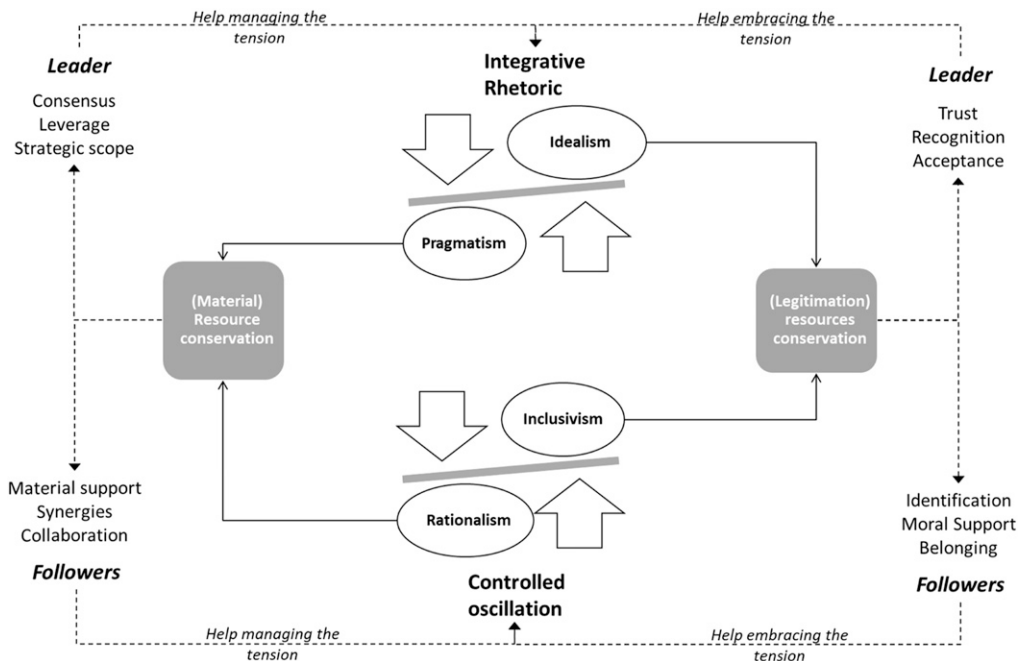 Help managing the
tension
Help embracing the
tension
Leader
Consensus
Leverage
Strategic scope
Integrative
Rhetoric
Leader
Trust
Recognition
Acceptance
Idealism
Pragmatism
(Material)
Resource
conservation
(Legitimation)
resources
conservation
Inclusivism
Rationalism
Material support
Synergies
Collaboration
Followers
Identification
Moral Support
Belonging
Followers
Controlled
oscillation
Help managing the
tension
Help embracing the
tension